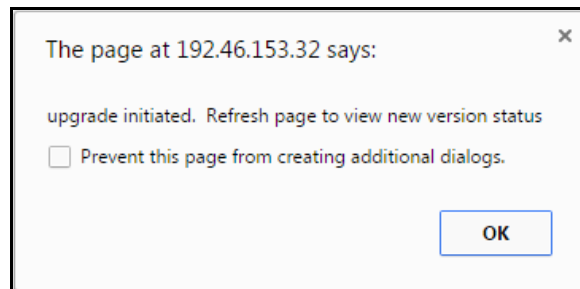 The page at 192.46.153.32 says:
upgrade initiated.  Refresh page to view new version status
Prevent this page from creating additional dialogs.
OK